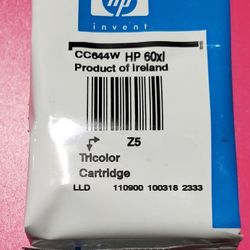 hp
invent
CC644W HP 60xl
Product of Ireland
Z5
Tricolor
Cartridge
LLD 110900 100318 2333